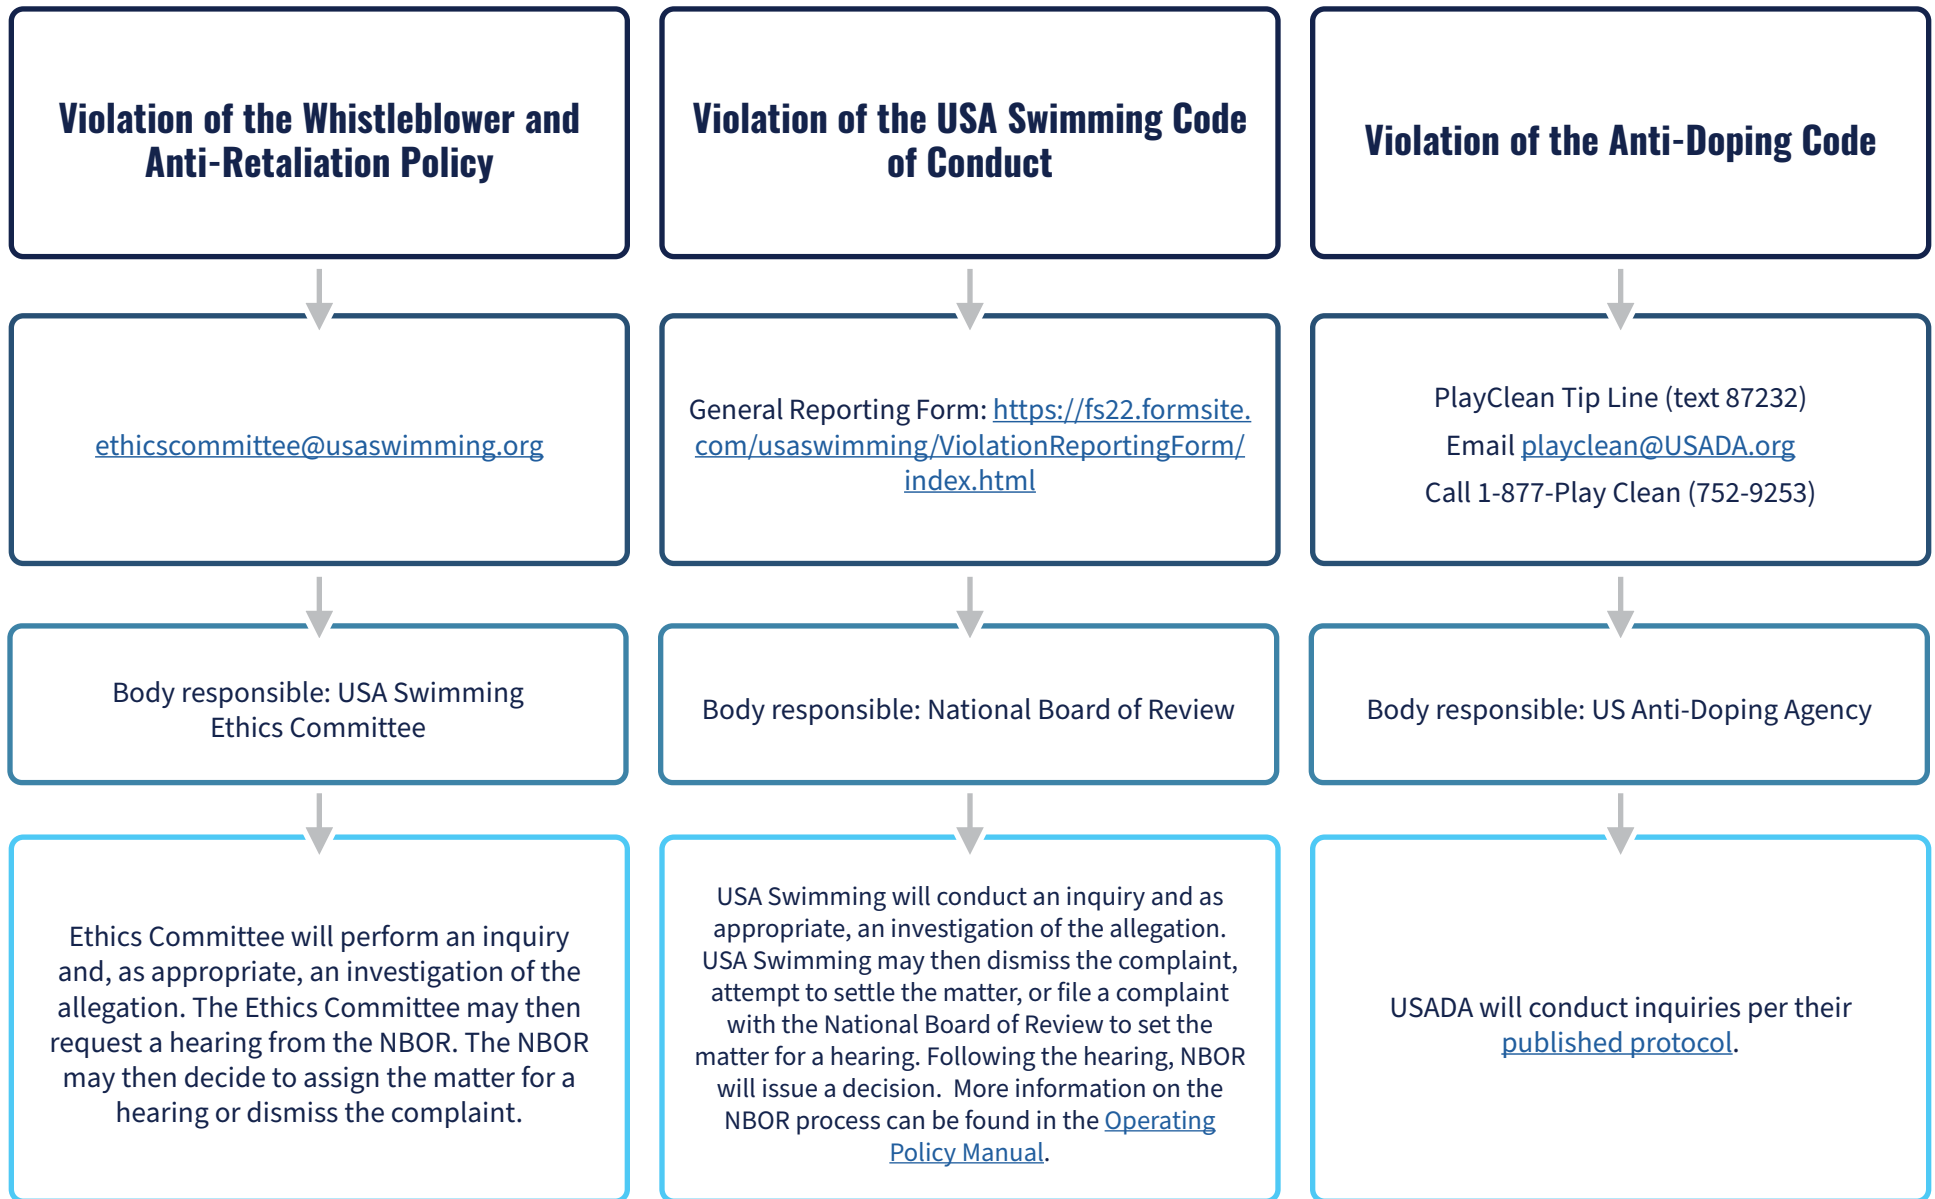 Violation of the Whistleblower and
Anti-Retaliation Policy
ethicscommittee@usaswimming.org
Body responsible: USA Swimming
Ethics Committee
Ethics Committee will perform an inquiry
and, as appropriate, an investigation of the
allegation. The Ethics Committee may then
request a hearing from the NBOR. The NBOR
may then decide to assign the matter for a
hearing or dismiss the complaint.
Violation of the USA Swimming Code
of Conduct
General Reporting Form: https://fs22.formsite.
com/usaswimming/ViolationReportingForm/
index.html
Body responsible: National Board of Review
USA Swimming will conduct an inquiry and as
appropriate, an investigation of the allegation.
USA Swimming may then dismiss the complaint,
attempt to settle the matter, or file a complaint
with the National Board of Review to set the
matter for a hearing. Following the hearing, NBOR
will issue a decision.  More information on the
NBOR process can be found in the Operating
Policy Manual.
Violation of the Anti-Doping Code
PlayClean Tip Line (text 87232)
Email playclean@USADA.org
Call 1-877-Play Clean (752-9253)
Body responsible: US Anti-Doping Agency
USADA will conduct inquiries per their
published protocol.